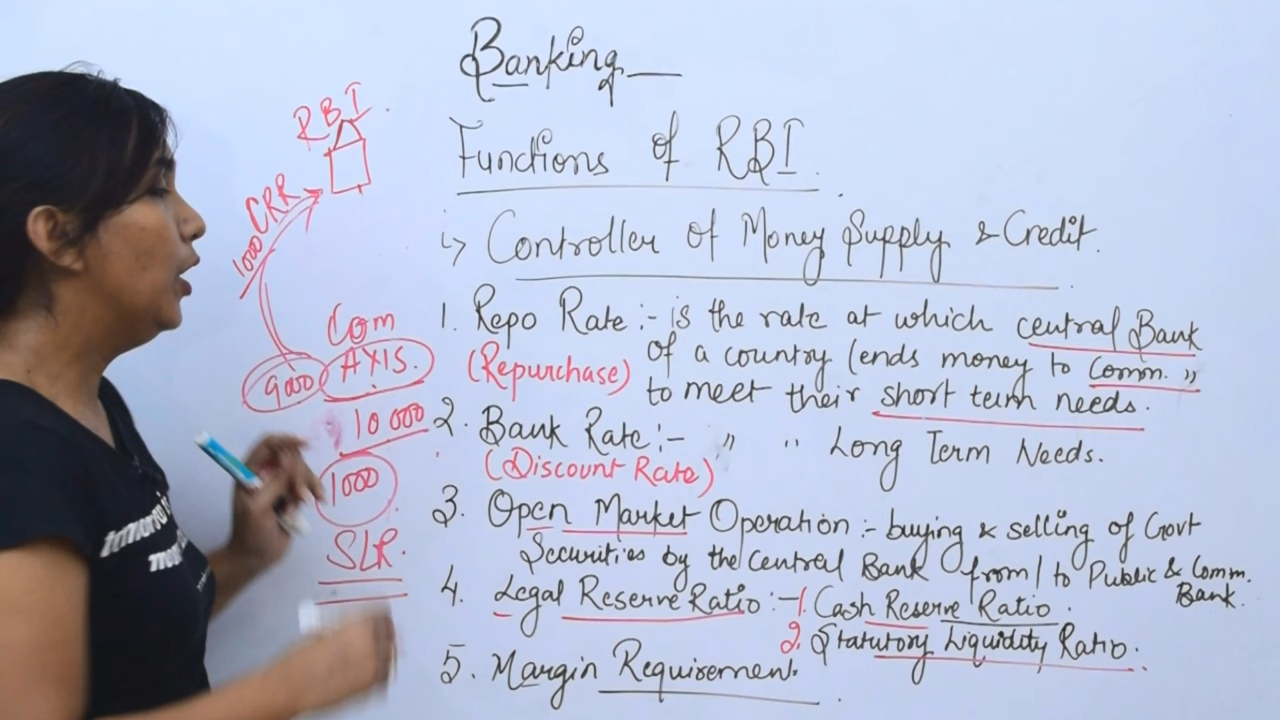 Banking
Functions of RBI.
↳ Controller of Money Supply & Credit.
1. Repo Rate :- is the rate at which central Bank
(Repurchase) of a country lends money to Comm. "
to meet their short term needs.
2. Bank Rate :- " " Long Term Needs.
(Discount Rate)
3. Open Market Operation :- buying & selling of Govt
Securities by the Central Bank from/to Public & Comm.
Bank.
4. Legal Reserve Ratio :- 1. Cash Reserve Ratio.
2. Statutory Liquidity Ratio.
5. Margin Requirement.
RBI
CRR
1000
Com
9000 AXIS.
10000
1000
SLR.